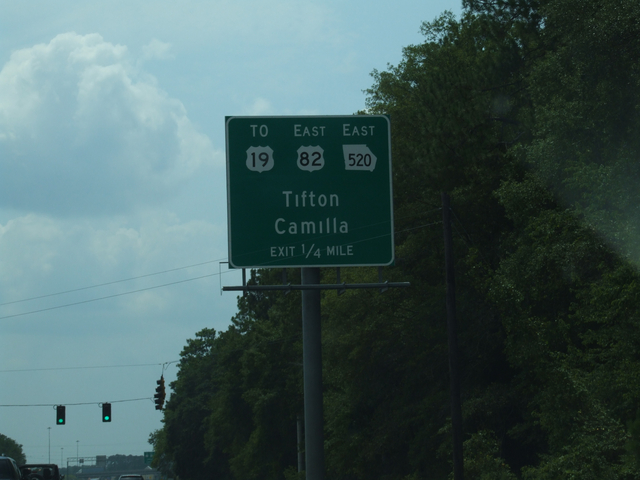 TO EAST EAST
19 82 520
Tifton
Camilla
EXIT 1/4 MILE